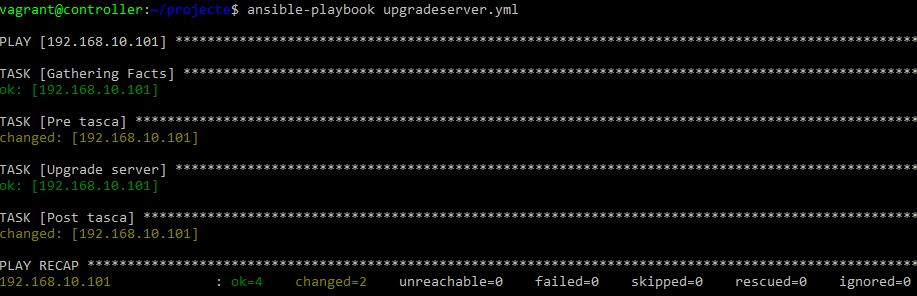 vagrant@controller:~/projecte$ ansible-playbook upgradeserver.yml
PLAY [192.168.10.101] *********************************************************************************************
TASK [Gathering Facts] ********************************************************************************************
ok: [192.168.10.101]
TASK [Pre tasca] **************************************************************************************************
changed: [192.168.10.101]
TASK [Upgrade server] *********************************************************************************************
ok: [192.168.10.101]
TASK [Post tasca] *************************************************************************************************
changed: [192.168.10.101]
PLAY RECAP ********************************************************************************************************
192.168.10.101             : ok=4    changed=2    unreachable=0    failed=0    skipped=0    rescued=0    ignored=0